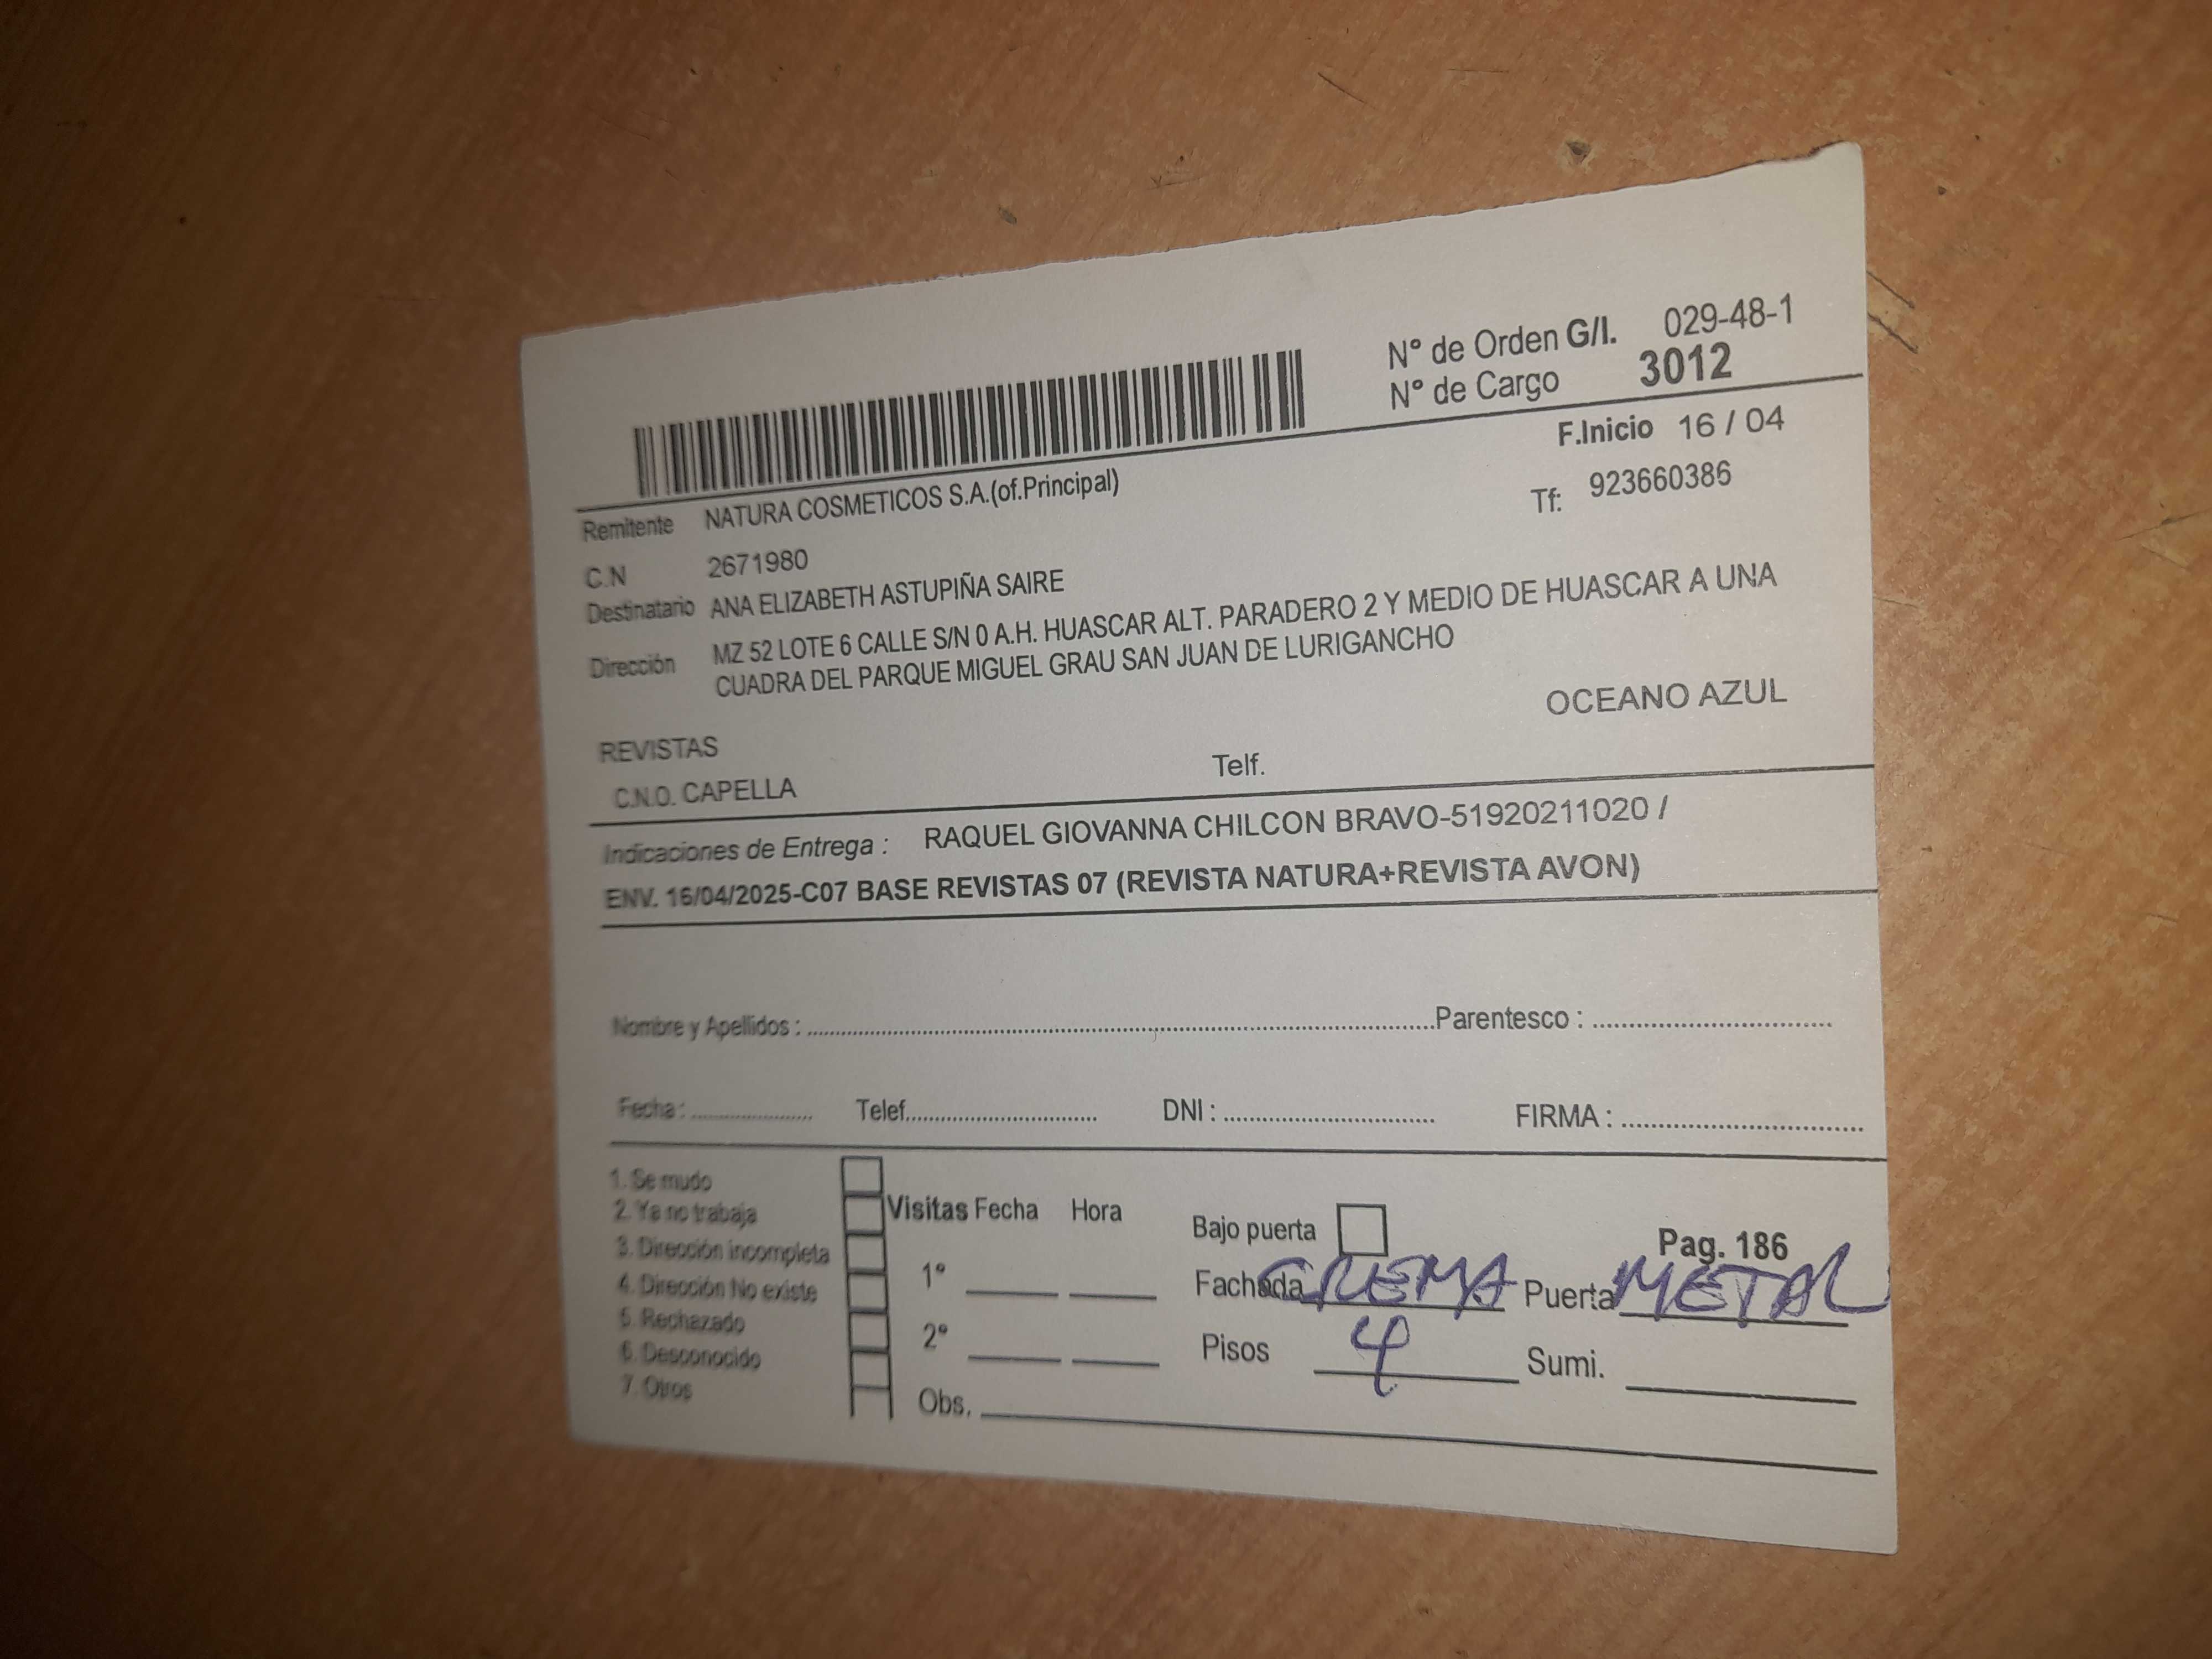 N° de Orden G/I. 029-48-1
N° de Cargo 3012
F.Inicio 16 / 04
Remitente NATURA COSMETICOS S.A.(of.Principal)
Tf: 923660386
C.N 2671980
Destinatario ANA ELIZABETH ASTUPIÑA SAIRE
Dirección MZ 52 LOTE 6 CALLE S/N 0 A.H. HUASCAR ALT. PARADERO 2 Y MEDIO DE HUASCAR A UNA
CUADRA DEL PARQUE MIGUEL GRAU SAN JUAN DE LURIGANCHO
OCEANO AZUL
REVISTAS
C.N.O. CAPELLA Telf.
Indicaciones de Entrega : RAQUEL GIOVANNA CHILCON BRAVO-51920211020 /
ENV. 16/04/2025-C07 BASE REVISTAS 07 (REVISTA NATURA+REVISTA AVON)
Nombre y Apellidos : Parentesco :
Fecha : Telef. DNI : FIRMA :
1. Se mudo
2. Ya no trabaja
3. Dirección incompleta
4. Dirección No existe
5. Rechazado
6. Desconocido
7. Otros
Visitas Fecha Hora
1°
2°
Obs.
Bajo puerta
Pag. 186
Fachada CREMA Puerta METAL
Pisos 4 Sumi.